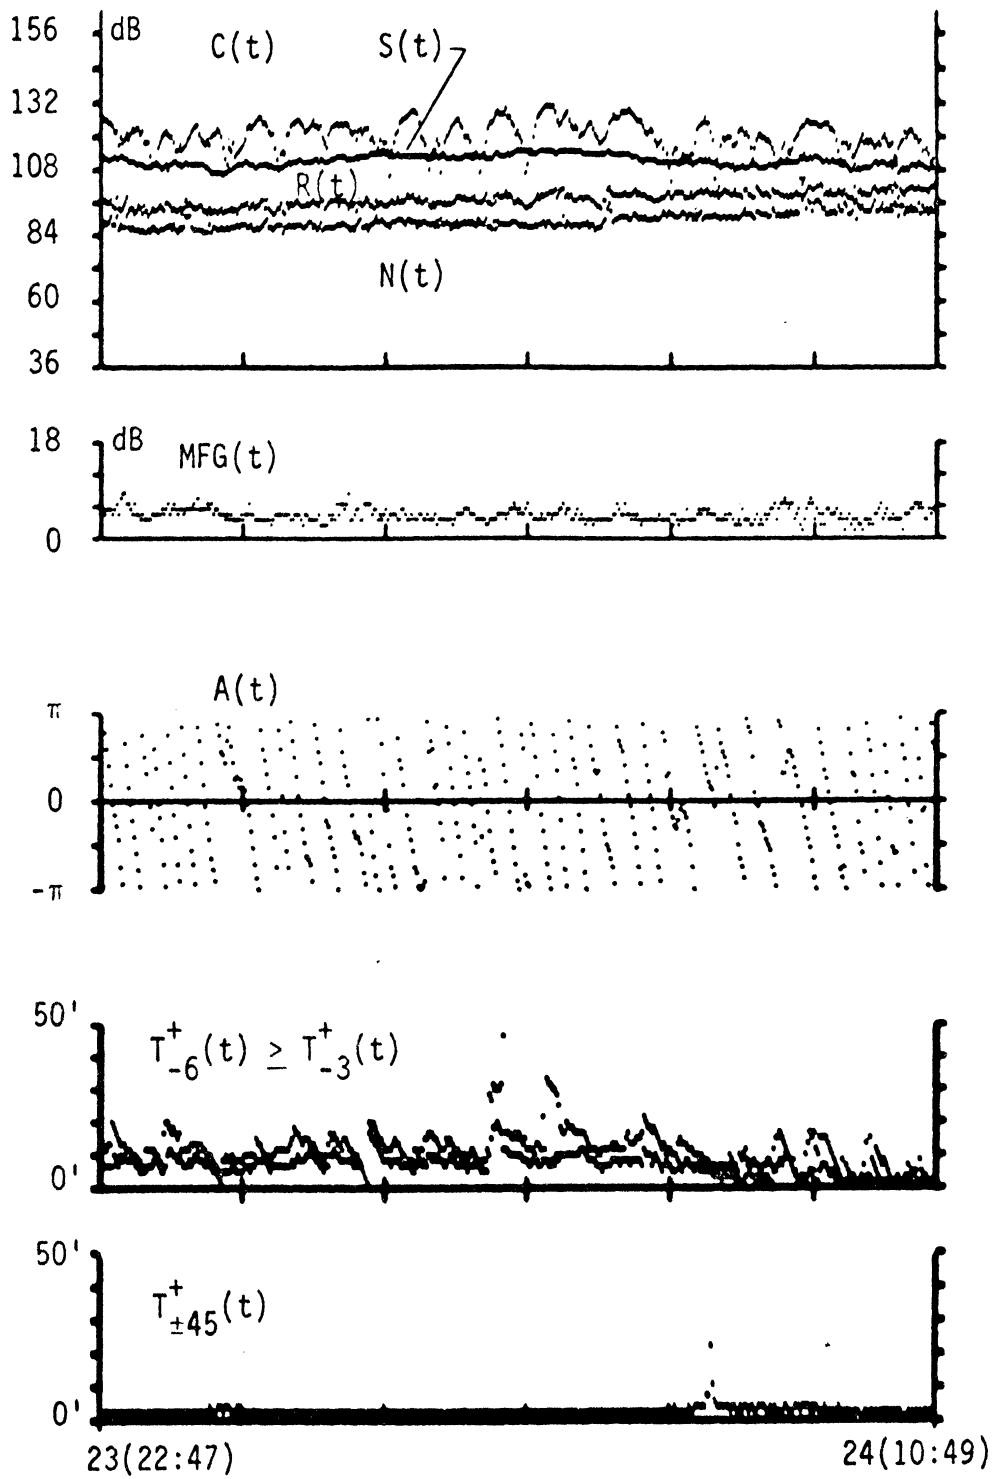 156 dB
C(t) S(t)
132
108
R(t)
84
N(t)
60
36
18 dB
MFG(t)
0
A(t)
π
0
-π
50'
T⁺₋₆(t) ≥ T⁺₋₃(t)
0'
50'
T⁺±₄₅(t)
0'
23(22:47) 24(10:49)